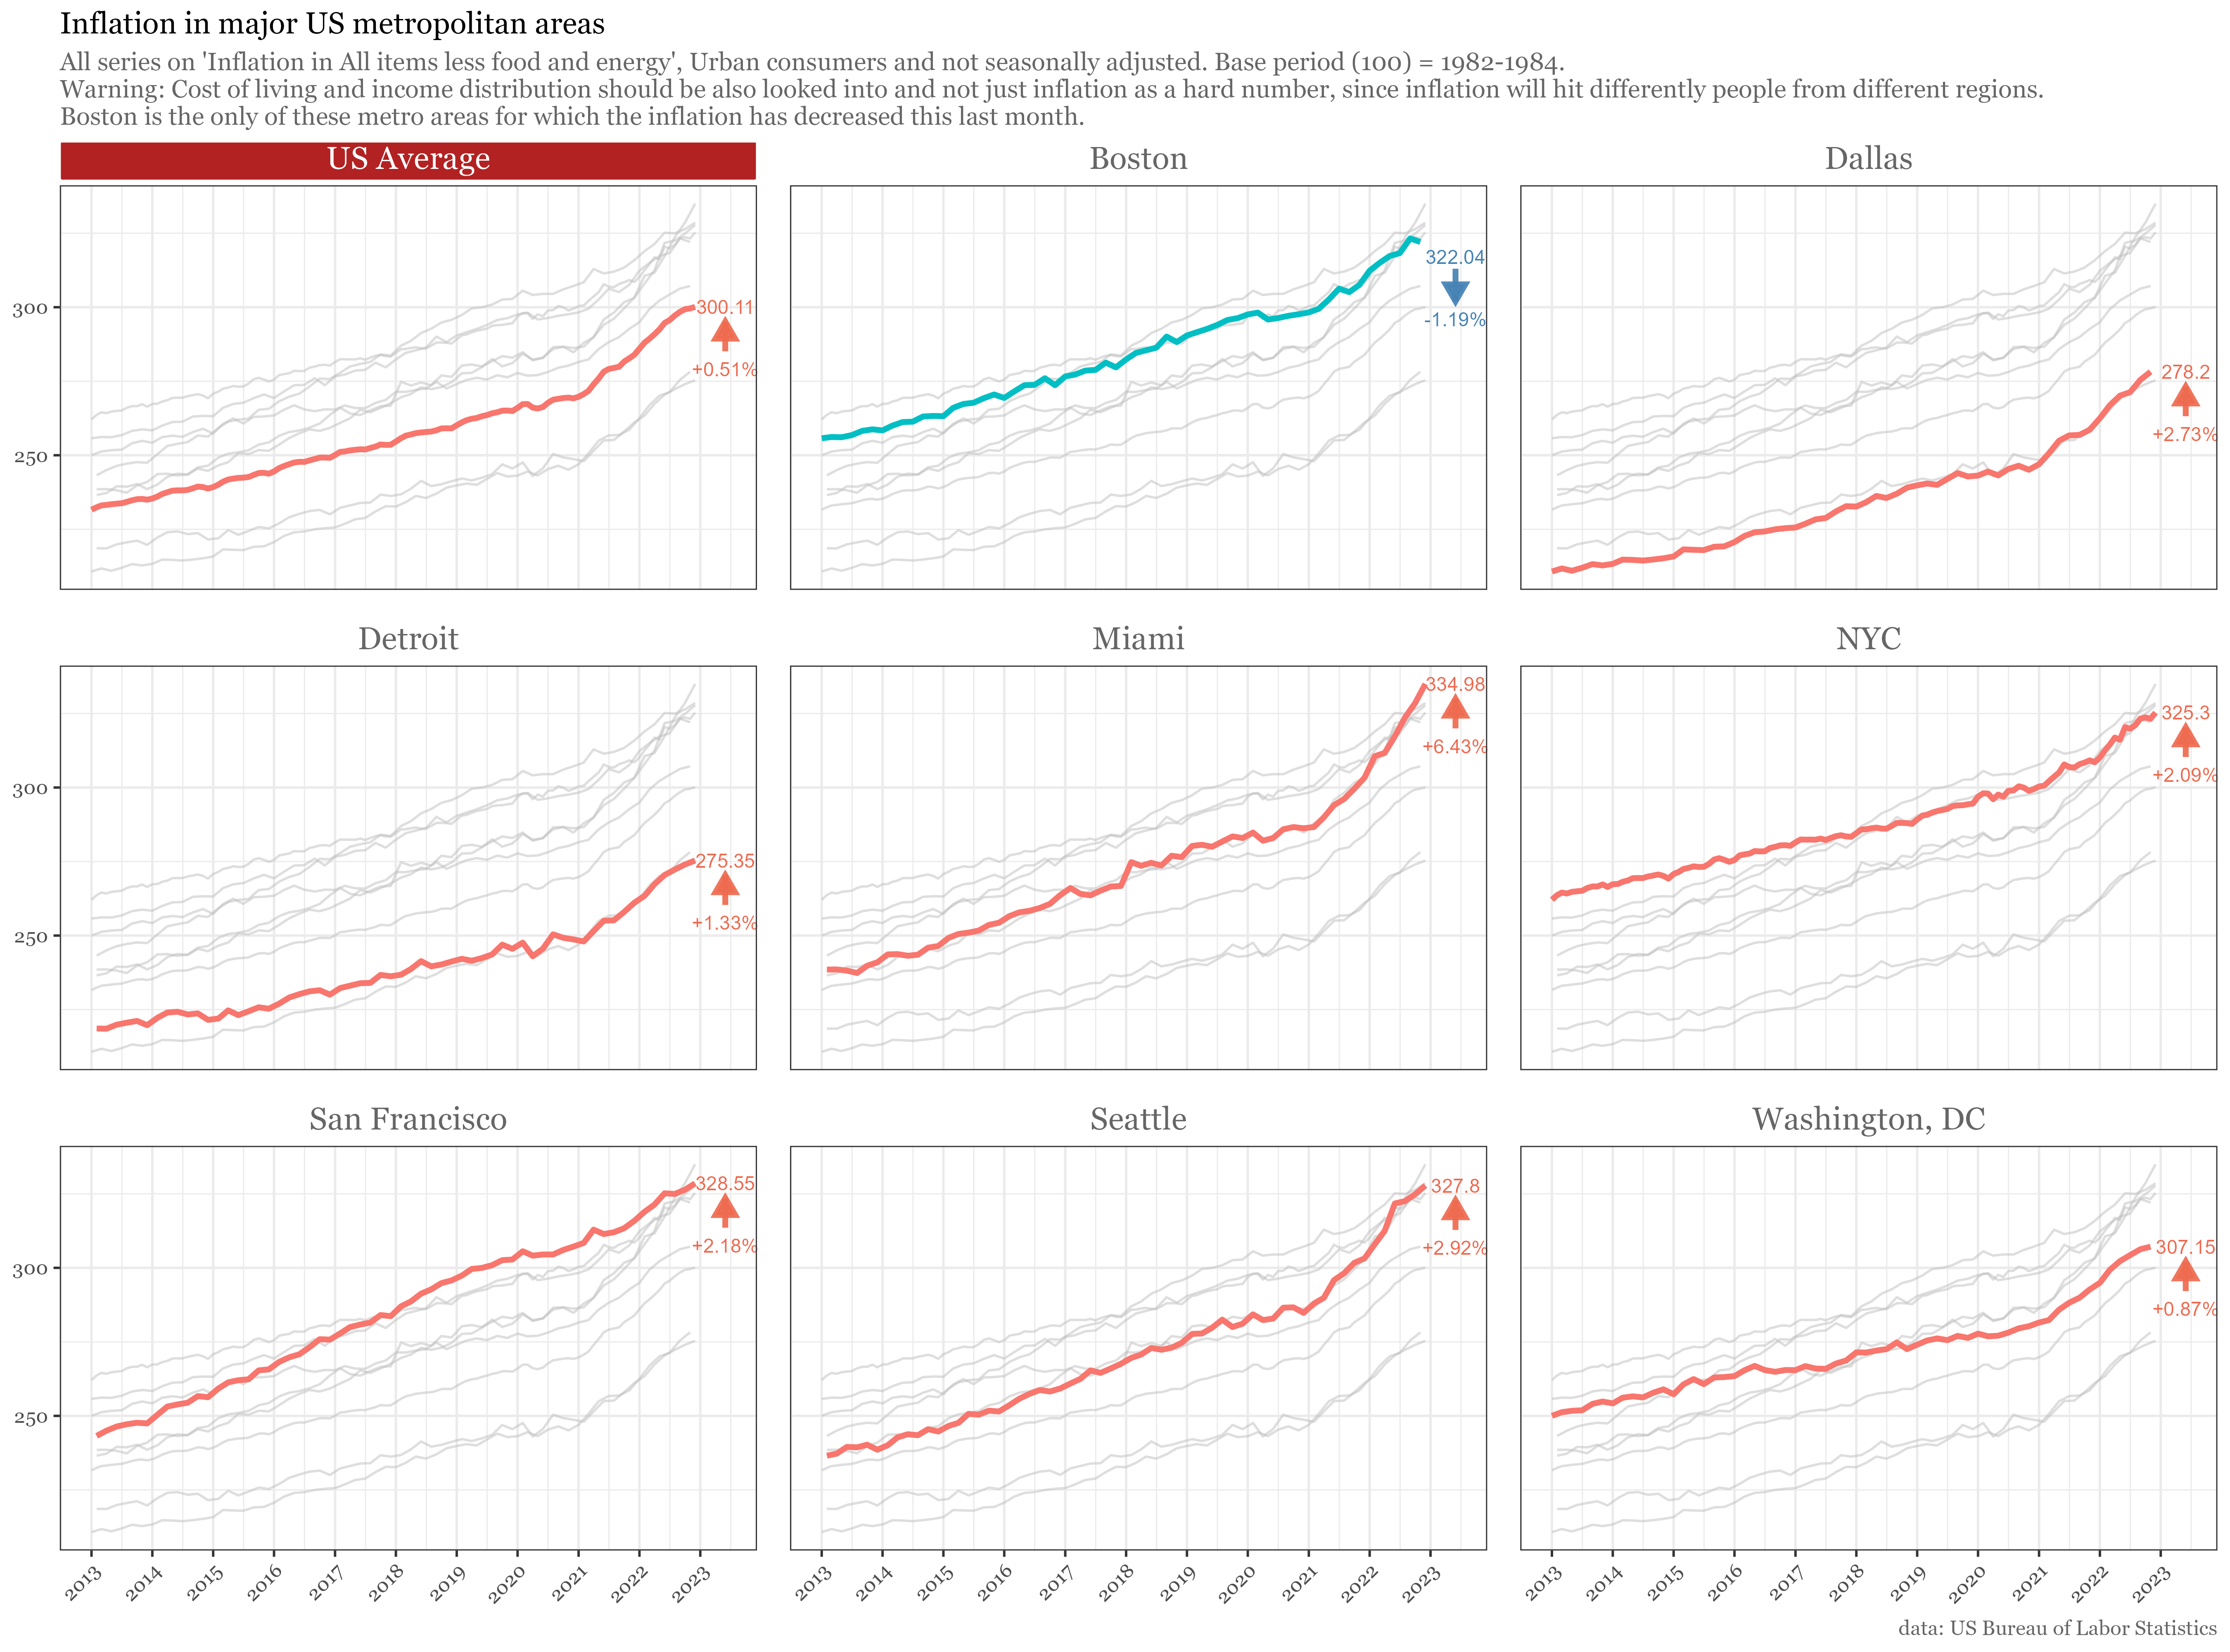 Inflation in major US metropolitan areas
All series on 'Inflation in All items less food and energy', Urban consumers and not seasonally adjusted. Base period (100) = 1982-1984.
Warning: Cost of living and income distribution should be also looked into and not just inflation as a hard number, since inflation will hit differently people from different regions.
Boston is the only of these metro areas for which the inflation has decreased this last month.
US Average
Boston
Dallas
300
250
300.11
+0.51%
322.04
-1.19%
278.2
+2.73%
Detroit
Miami
NYC
300
250
275.35
+1.33%
334.98
+6.43%
325.3
+2.09%
San Francisco
Seattle
Washington, DC
300
250
328.55
+2.18%
327.8
+2.92%
307.15
+0.87%
2013 2014 2015 2016 2017 2018 2019 2020 2021 2022 2023
2013 2014 2015 2016 2017 2018 2019 2020 2021 2022 2023
2013 2014 2015 2016 2017 2018 2019 2020 2021 2022 2023
data: US Bureau of Labor Statistics